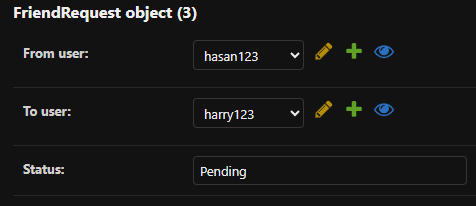 FriendRequest object (3)
From user: hasan123
To user: harry123
Status: Pending